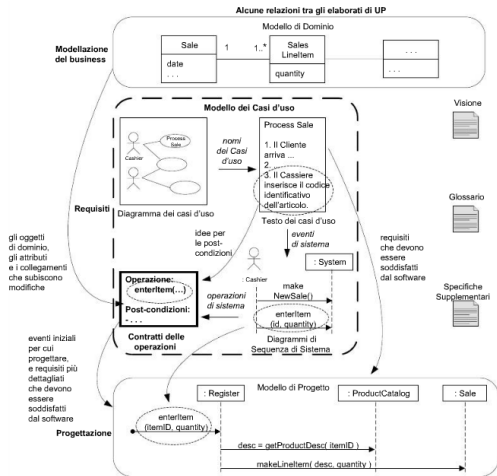 Alcune relazioni tra gli elaborati di UP
Modello di Dominio
Modellazione
del business
Sale
date
. . .
1
1..*
Sales
LineItem
quantity
. . .
. . .
Modello dei Casi d'uso
Process
Sale
Cashier
Diagramma dei casi d'uso
nomi
dei Casi
d'uso
Process Sale
1. Il Cliente
arriva ...
2. ...
3. Il Cassiere
inserisce il codice
identificativo
dell'articolo.
Testo dei casi d'uso
Visione
Glossario
Specifiche
Supplementari
Requisiti
gli oggetti
di dominio,
gli attributi
e i collegamenti
che subiscono
modifiche
idee per le
post-
condizioni
eventi
di sistema
requisiti
che devono
essere
soddisfatti
dal software
Operazione:
enterItem(…)
Post-condizioni:
- . . .
Contratti delle
operazioni
operazioni
di sistema
: Cashier
: System
make
NewSale()
enterItem
(id, quantity)
Diagrammi di
Sequenza di Sistema
eventi iniziali
per cui
progettare,
e requisiti più
dettagliati
che devono
essere
soddisfatti
dal software
Modello di Progetto
: Register
: ProductCatalog
: Sale
enterItem
(itemID, quantity)
Progettazione
desc = getProductDesc( itemID )
makeLineItem( desc, quantity )